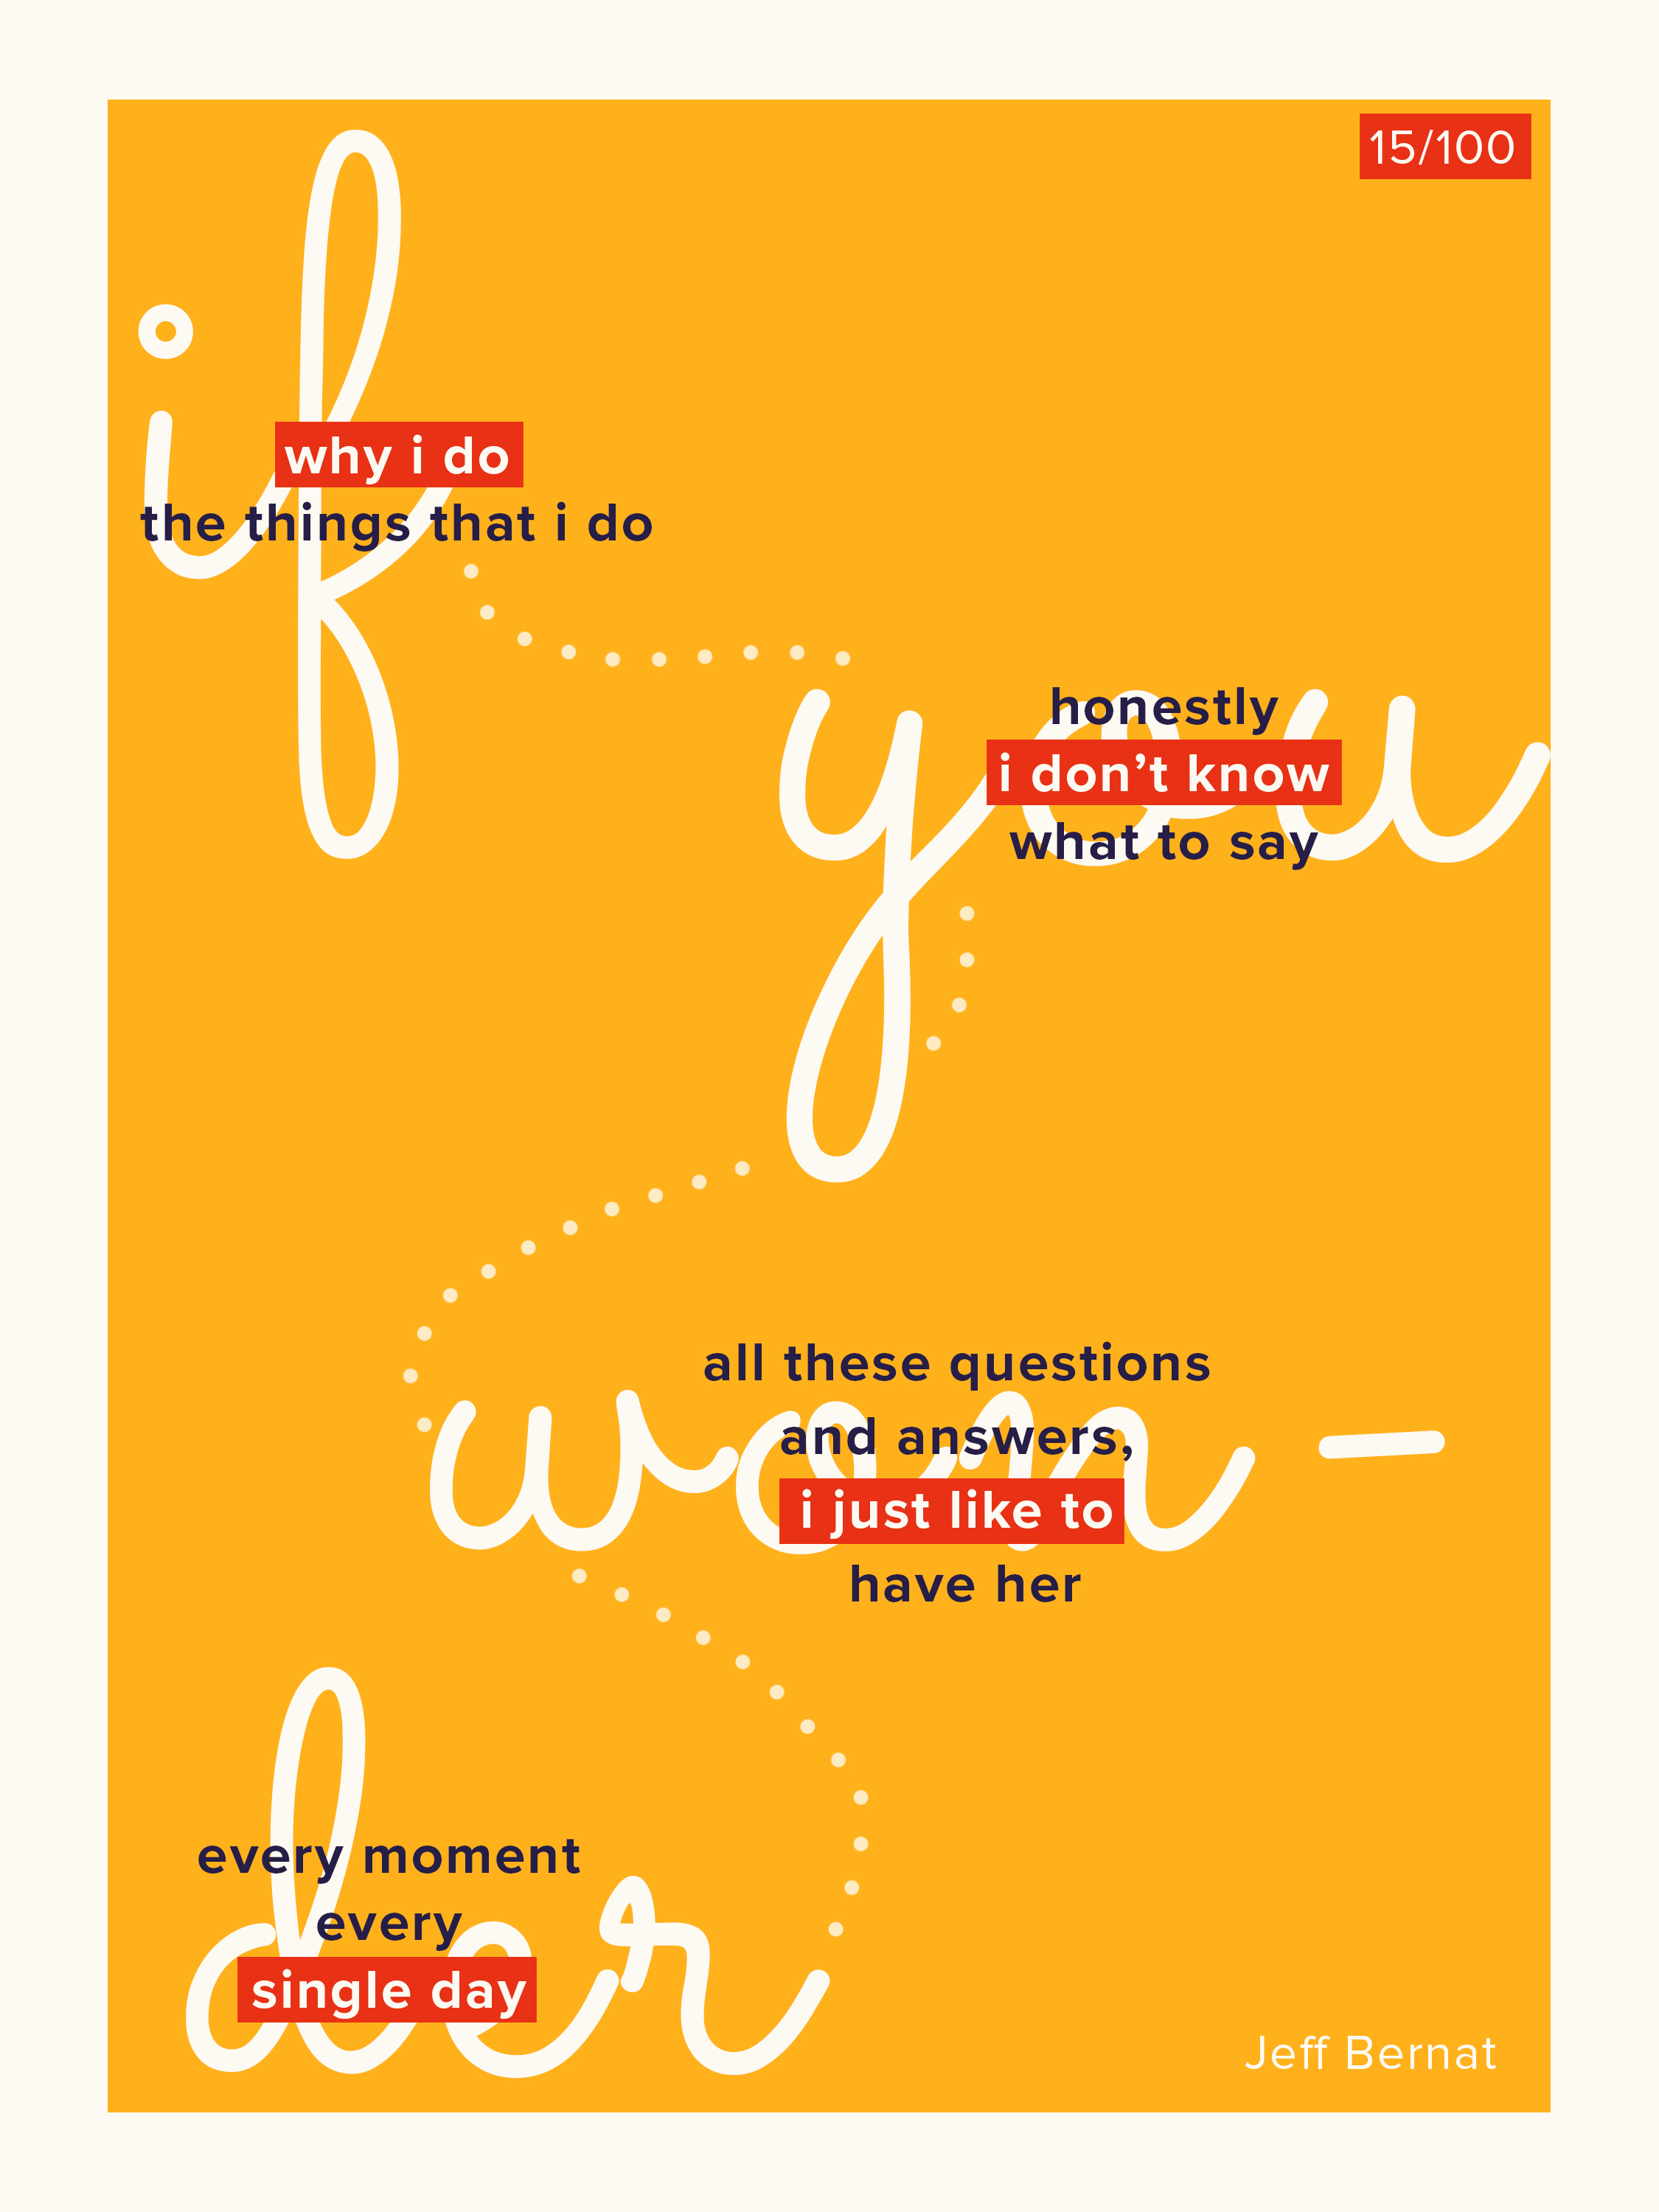 15/100
if
why i do
the things that i do
you
honestly
i don’t know
what to say
won –
all these questions
and answers,
i just like to
have her
der
every moment
every
single day
Jeff Bernat